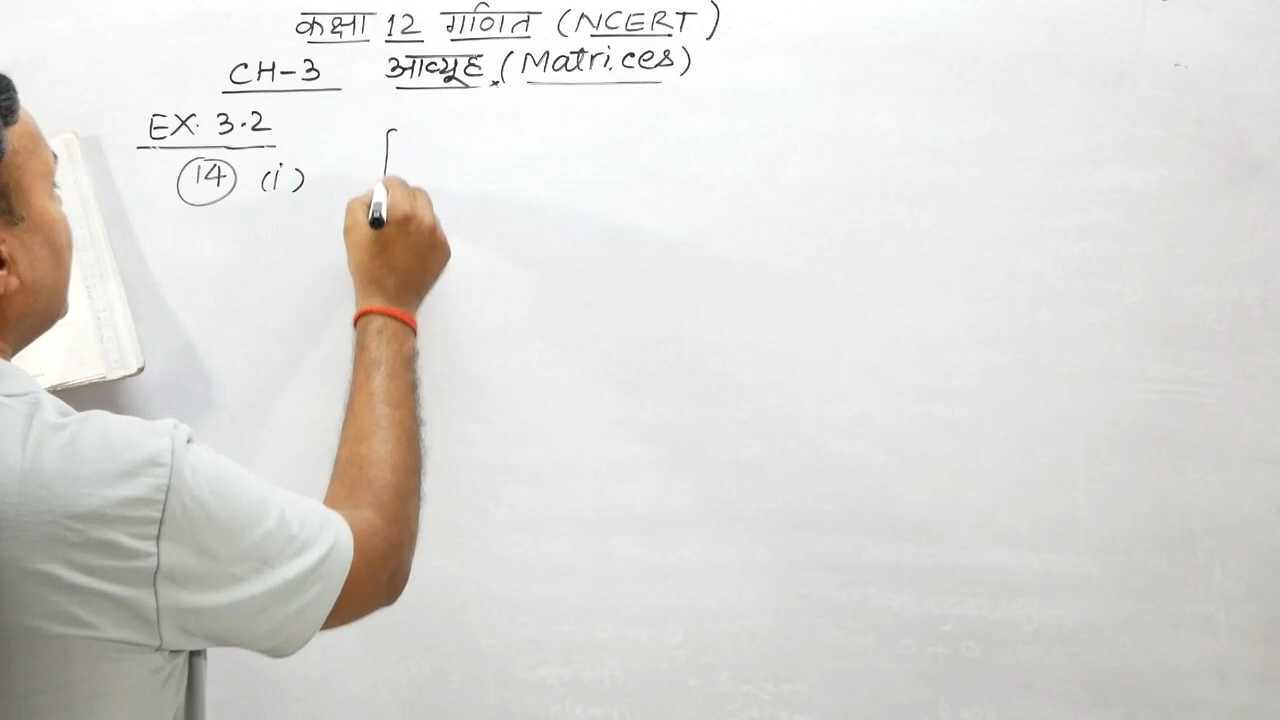 कक्षा 12 गणित (NCERT)
CH-3 आव्यूह (Matrices)
EX. 3.2
14 (i) [